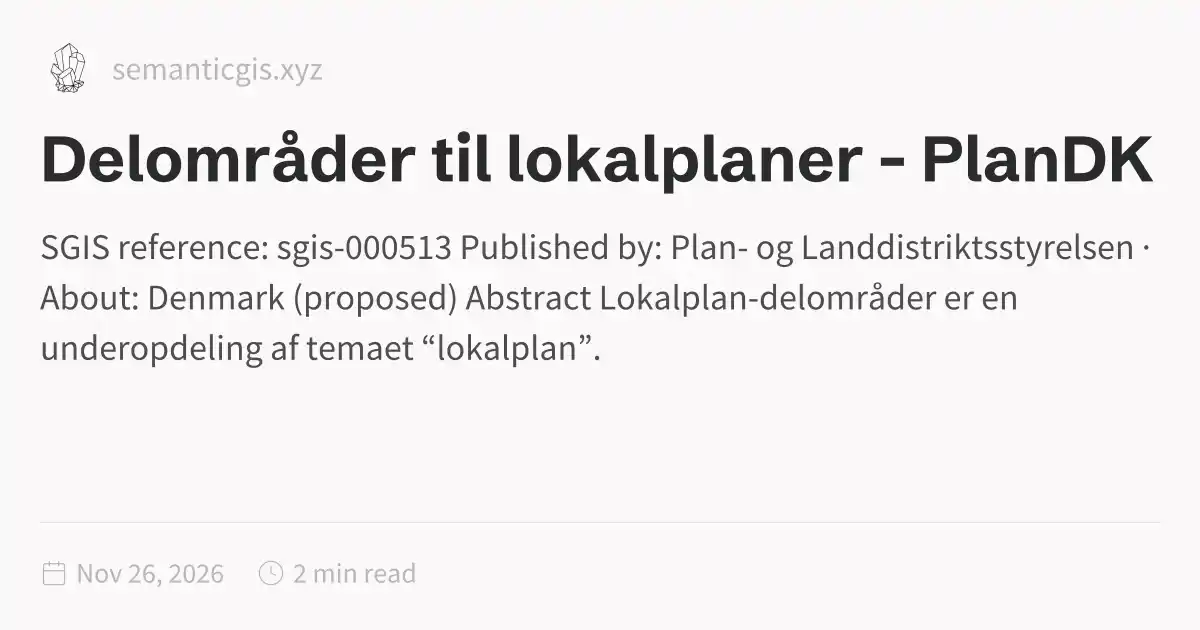 semanticgis.xyz
Delområder til lokalplaner - PlanDK
SGIS reference: sgis-000513 Published by: Plan- og Landdistriktsstyrelsen ·
About: Denmark (proposed) Abstract Lokalplan-delområder er en
underopdeling af temaet “lokalplan”.
Nov 26, 2026 2 min read